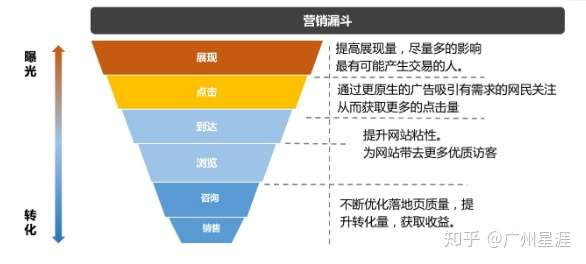 营销漏斗
曝光
转化
展现
点击
到达
浏览
咨询
销售
提高展现量，尽量多的影响
最有可能产生交易的人。
通过更原生的广告吸引有需求的网民关注
从而获取更多的点击量
提升网站粘性。
为网站带去更多优质访客
不断优化落地页质量，提
升转化量，获取收益。
知乎 @广州星涯